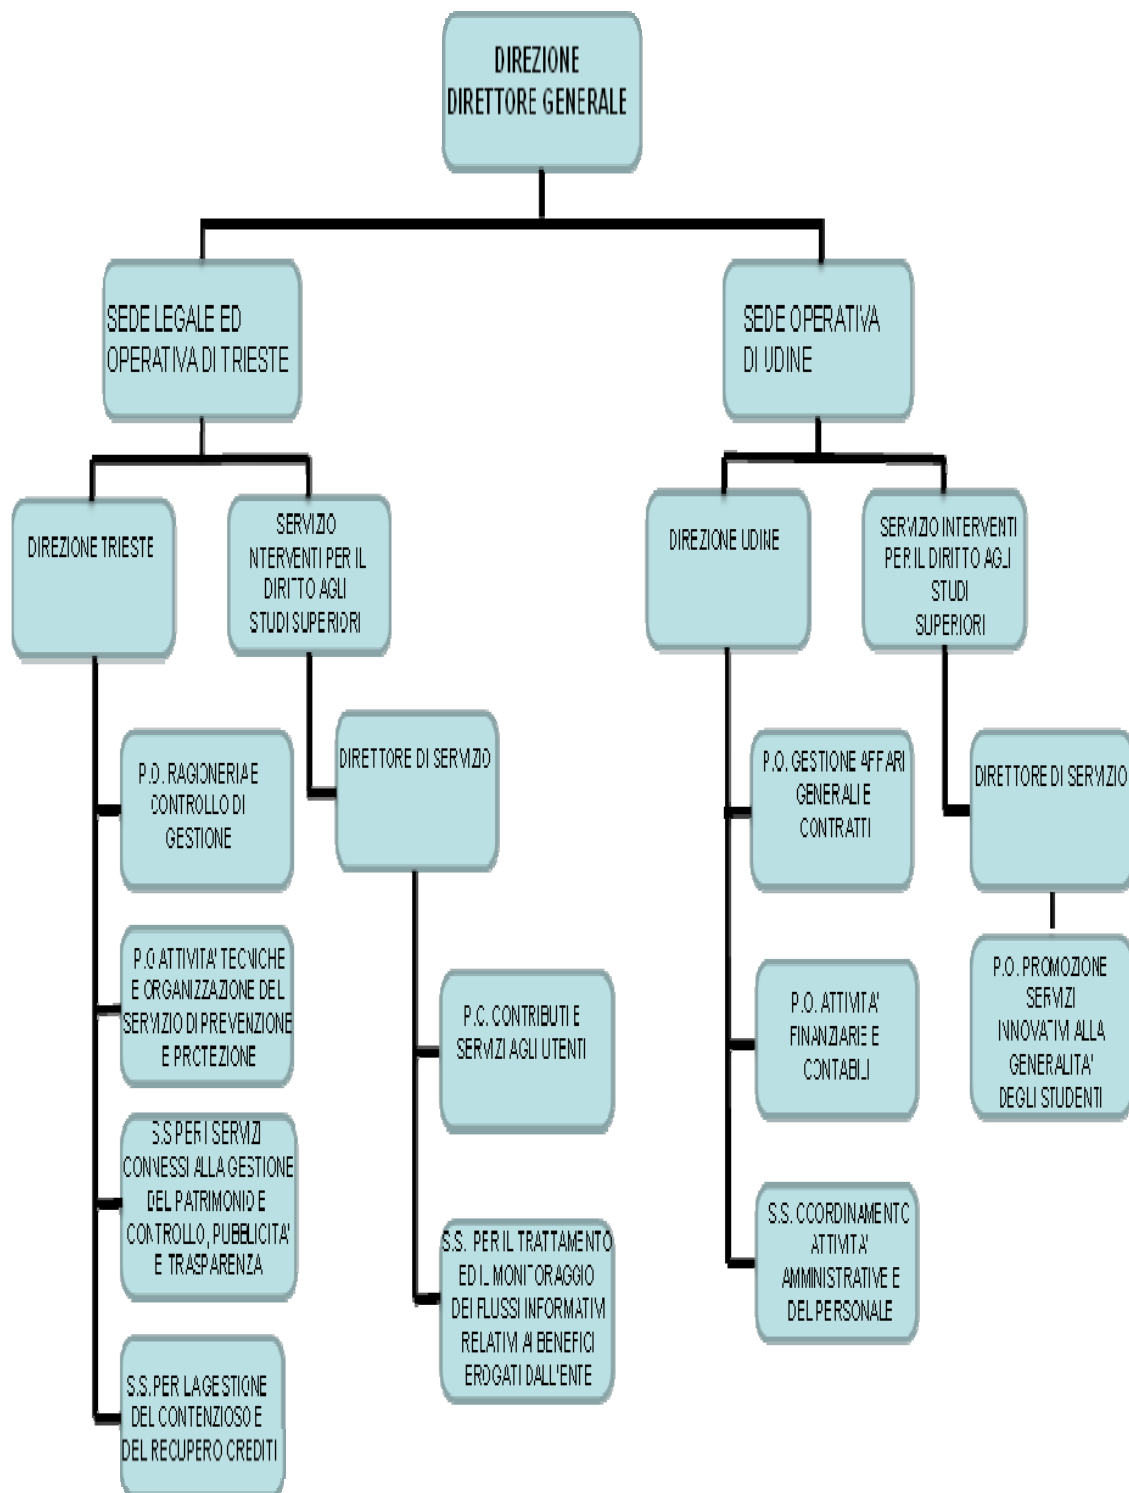 DIREZIONE
DIRETTORE GENERALE
SEDE LEGALE ED
OPERATIVA DI TRIESTE
SEDE OPERATIVA
DI UDINE
DIREZIONE TRIESTE
SERVIZIO
NTERVENTI PER IL
DIRITTO AGLI
STUDI SUPERIORI
DIREZIONE UDINE
SERVIZIO INTERVENTI
PER IL DIRITTO AGLI
STUDI
SUPERIORI
P.O. RAGIONERIA E
CONTROLLO DI
GESTIONE
DIRETTORE DI SERVIZIO
P.O. GESTIONE AFFARI
GENERALI E
CONTRATTI
DIRETTORE DI SERVIZIO
P.O ATTIVITA' TECNICHE
E ORGANIZZAZIONE DEL
SERVIZIO DI PREVENZIONE
E PROTEZIONE
P.O. CONTRIBUTI E
SERVIZI AGLI UTENTI
P.O. ATTIVITA'
FINANZIARIE E
CONTABILI
P.O. PROMOZIONE
SERVIZI
INNOVATIVI ALLA
GENERALITA'
DEGLI STUDENTI
S.S PER I SERVIZI
CONNESSI ALLA GESTIONE
DEL PATRIMONIO E
CONTROLLO, PUBBLICITA'
E TRASPARENZA
S.S. PER IL TRATTAMENTO
ED IL MONITORAGGIO
DEI FLUSSI INFORMATIVI
RELATIVI AI BENEFICI
EROGATI DALL'ENTE
S.S. COORDINAMENTO
ATTIVITA'
AMMINISTRATIVE E
DEL PERSONALE
S.S. PER LA GESTIONE
DEL CONTENZIOSO E
DEL RECUPERO CREDITI